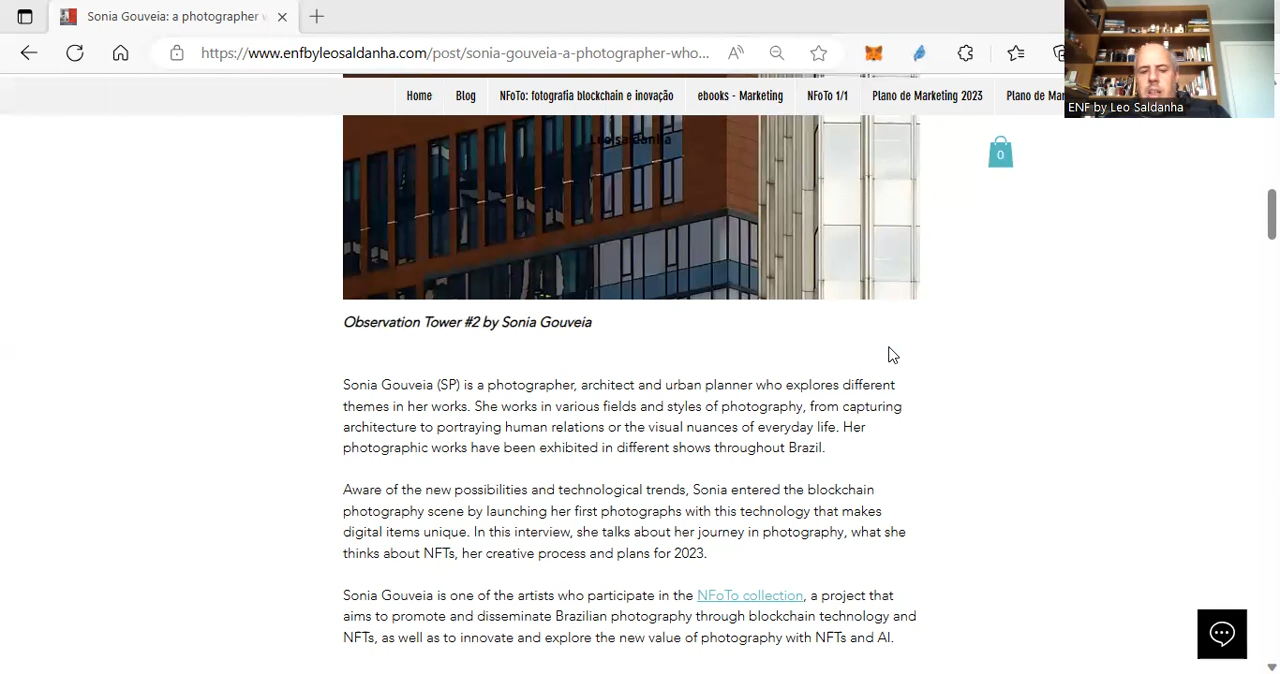 Sonia Gouveia: a photographer w
https://www.enfbyleosaldanha.com/post/sonia-gouveia-a-photographer-who...
ENF by Leo Saldanha
Home Blog NFoTo: fotografia blockchain e inovação ebooks - Marketing NFoTo 1/1 Plano de Marketing 2023 Plano de Mar
Leo Saldanha
0
Observation Tower #2 by Sonia Gouveia
Sonia Gouveia (SP) is a photographer, architect and urban planner who explores different
themes in her works. She works in various fields and styles of photography, from capturing
architecture to portraying human relations or the visual nuances of everyday life. Her
photographic works have been exhibited in different shows throughout Brazil.
Aware of the new possibilities and technological trends, Sonia entered the blockchain
photography scene by launching her first photographs with this technology that makes
digital items unique. In this interview, she talks about her journey in photography, what she
thinks about NFTs, her creative process and plans for 2023.
Sonia Gouveia is one of the artists who participate in the NFoTo collection, a project that
aims to promote and disseminate Brazilian photography through blockchain technology and
NFTs, as well as to innovate and explore the new value of photography with NFTs and AI.